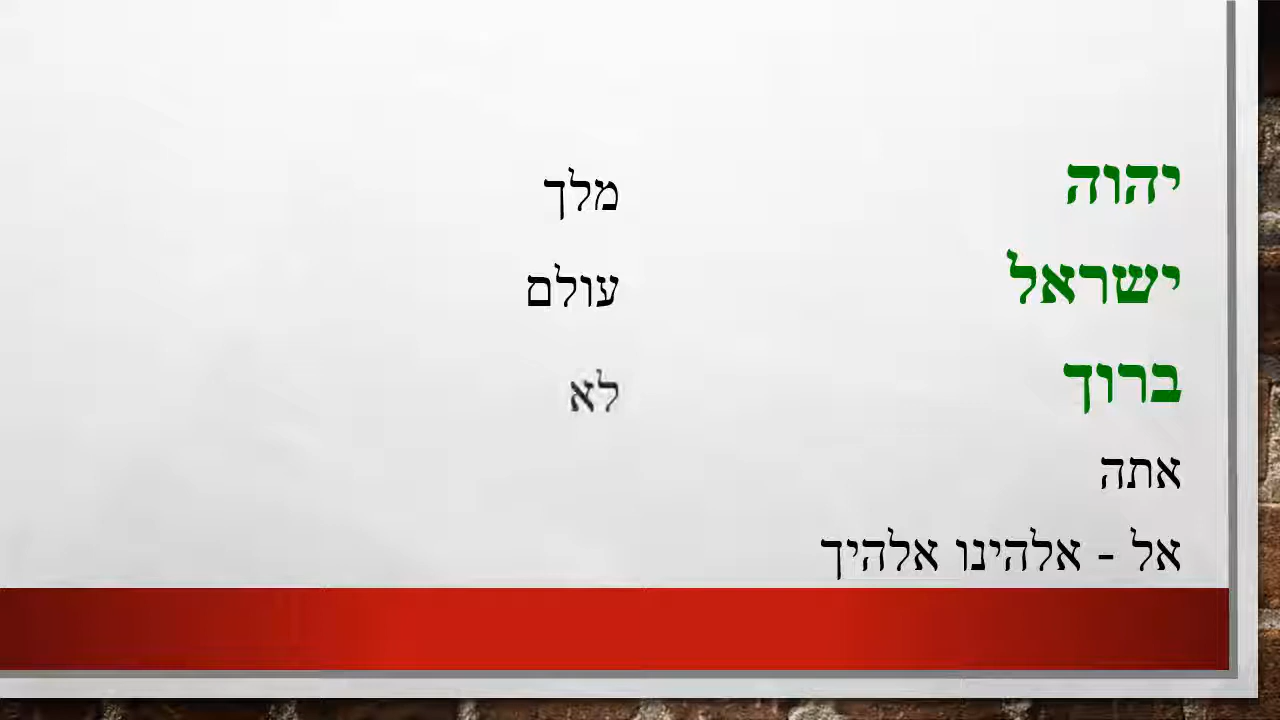 יהוה
ישראל
ברוך
אתה
אל - אלהינו אלהיך
מלך
עולם
לא